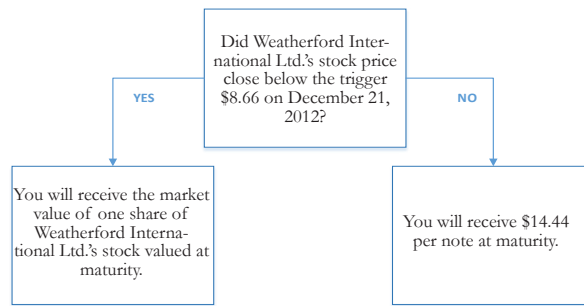 Did Weatherford Inter-
national Ltd.'s stock price
close below the trigger
$8.66 on December 21,
2012?
YES
NO
You will receive the market
value of one share of
Weatherford Interna-
tional Ltd.'s stock valued at
maturity.
You will receive $14.44
per note at maturity.